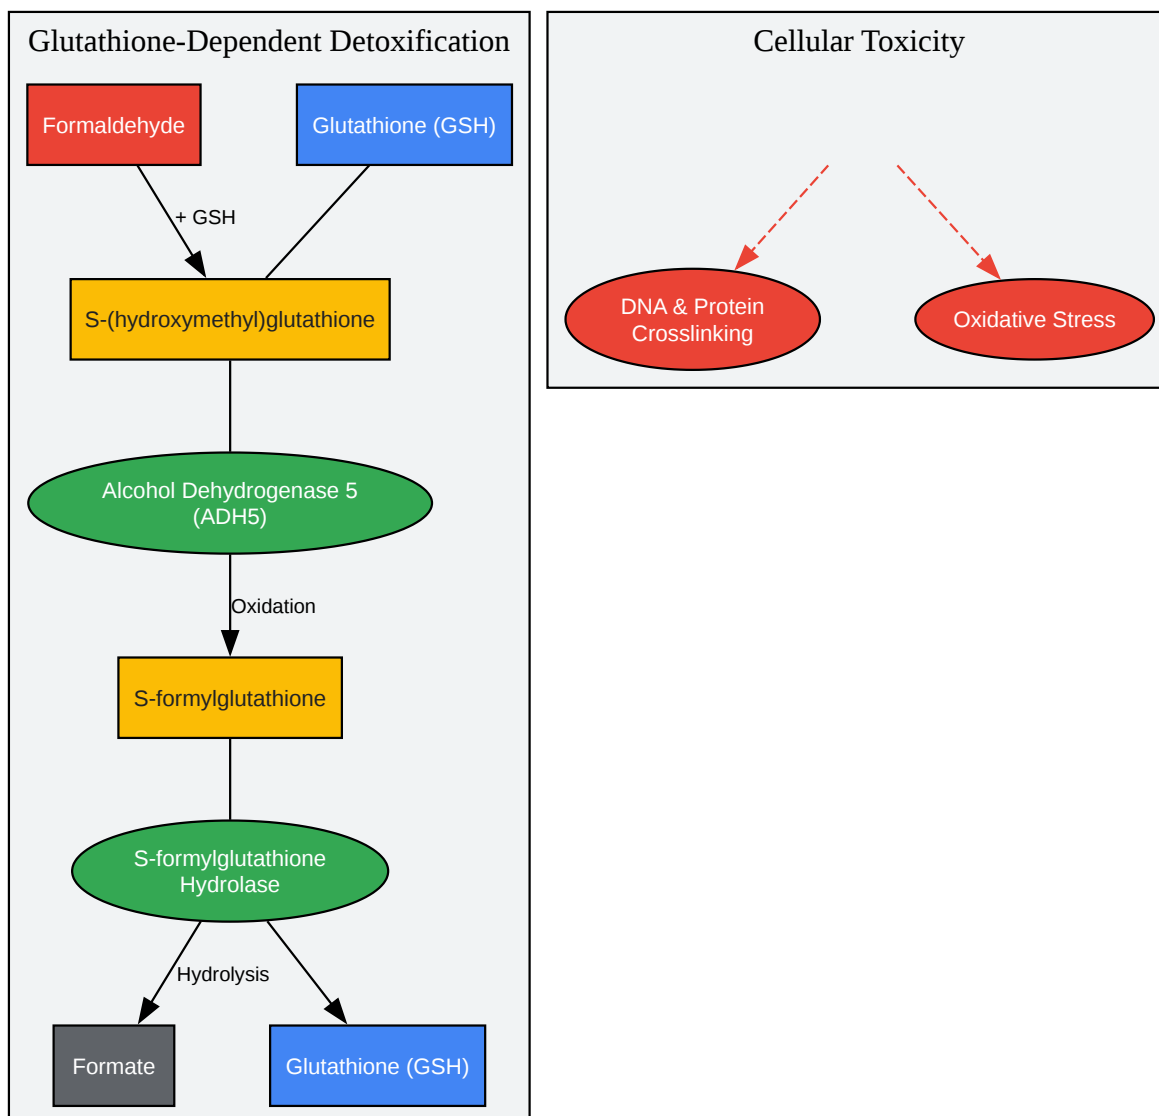 Glutathione-Dependent Detoxification
Formaldehyde
Glutathione (GSH)
+ GSH
S-(hydroxymethyl)glutathione
Alcohol Dehydrogenase 5
(ADH5)
Oxidation
S-formylglutathione
S-formylglutathione
Hydrolase
Hydrolysis
Formate
Glutathione (GSH)
Cellular Toxicity
DNA & Protein
Crosslinking
Oxidative Stress